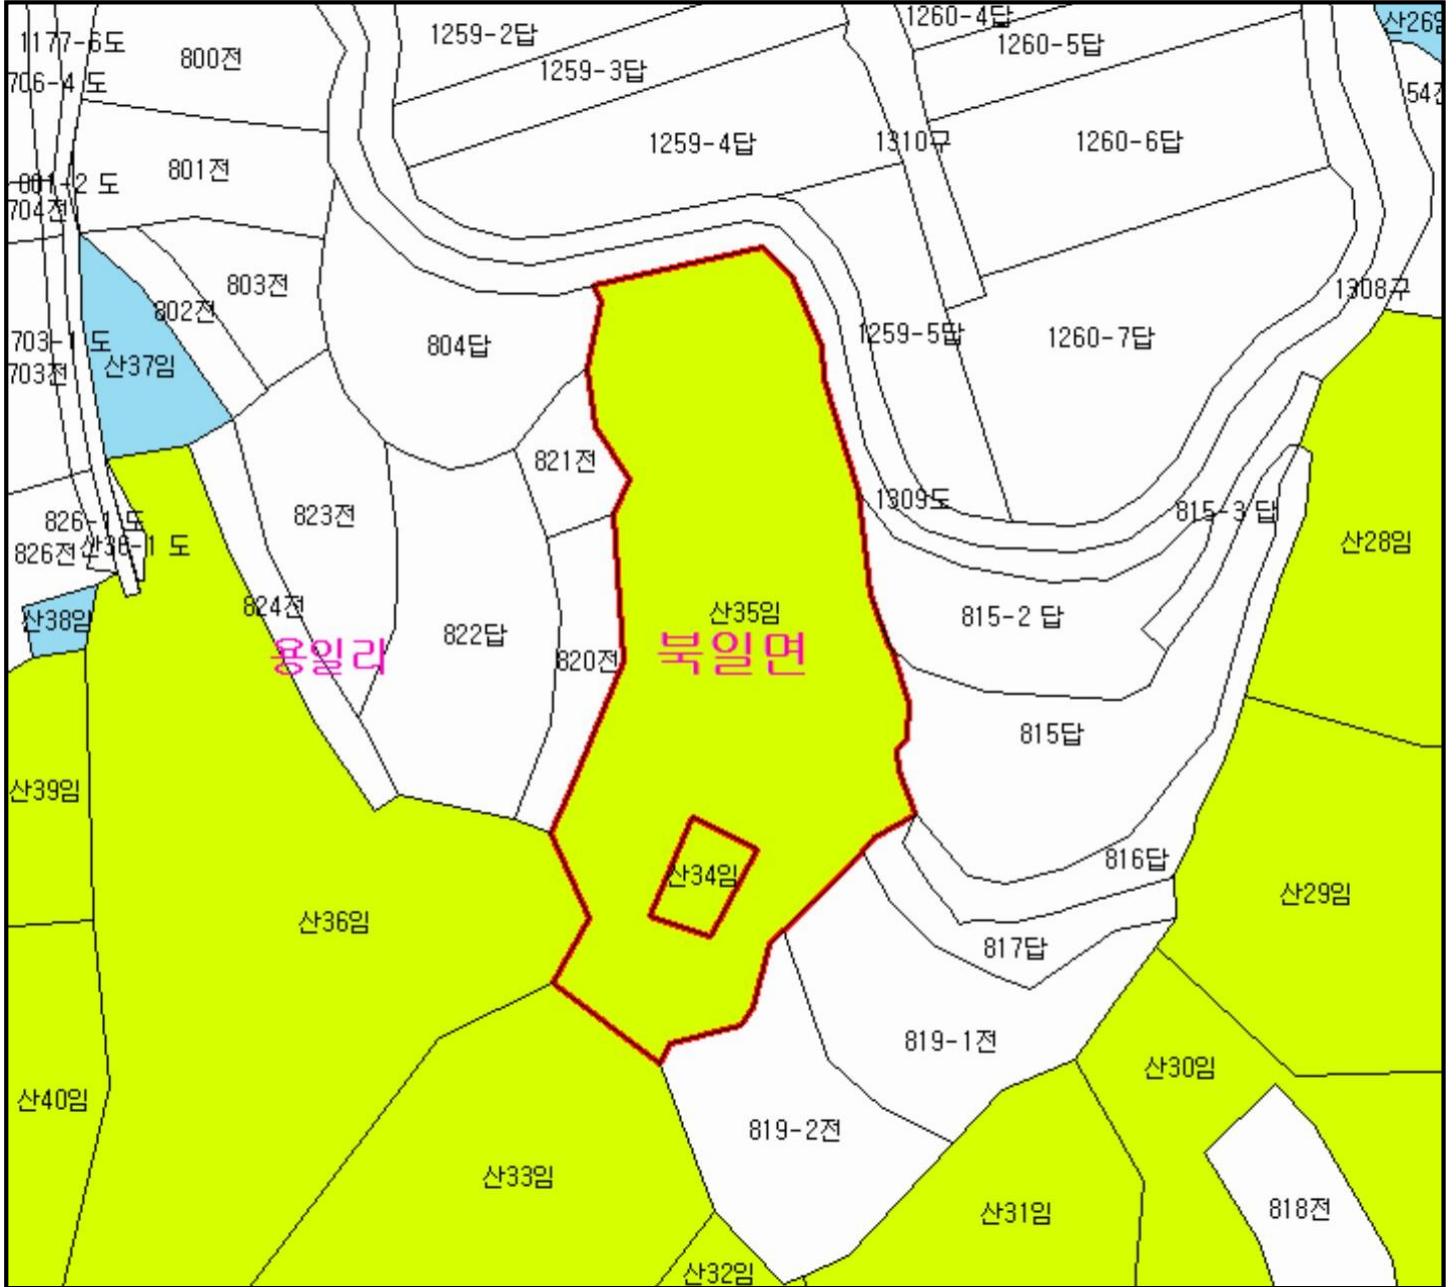 1177-6도
706-4 도
800전
1259-2답
1259-3답
1260-4답
1260-5답
산26임
801전
1259-4답
1310구
1260-6답
801-2 도
704전
803전
802전
1308구
703-1 도
703전
산37임
804답
1259-5답
1260-7답
821전
1309도
815-3 답
826-1 도
823전
826전
산36-1 도
산28임
산38임
824전
822답
산35임
815-2 답
용일리
820전
북일면
815답
산39임
816답
산34임
산29임
산36임
817답
819-1전
산30임
산40임
819-2전
산33임
산31임
818전
산32임